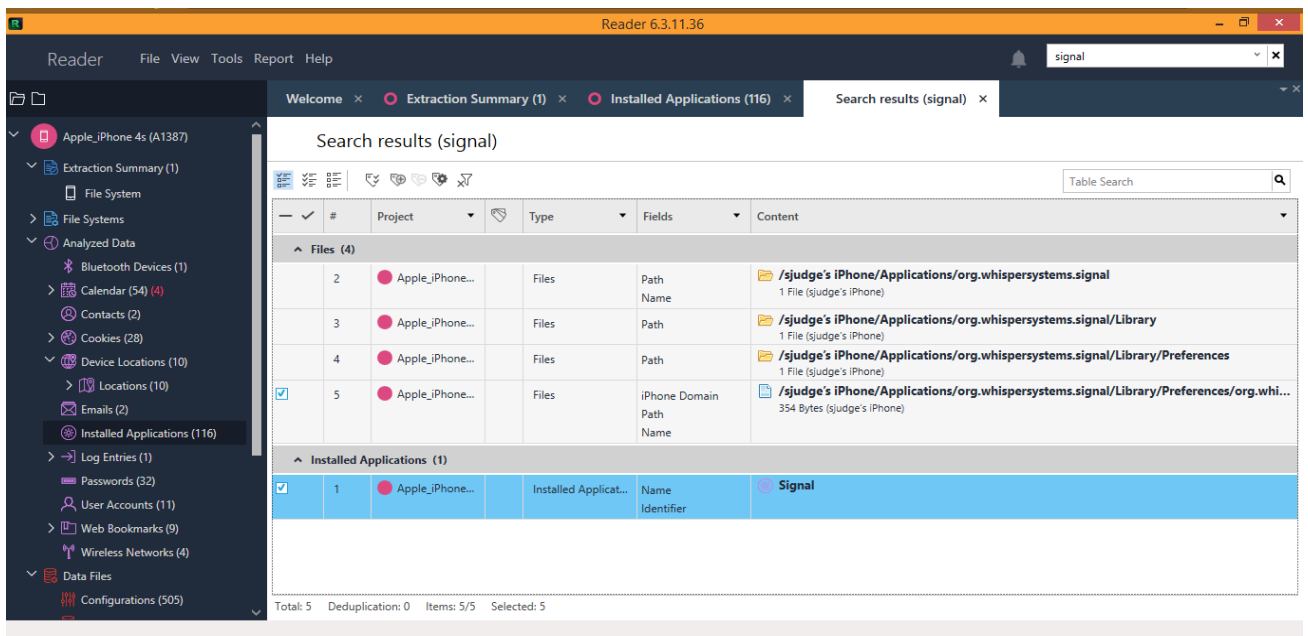 Reader 6.3.11.36
Reader File View Tools Report Help
signal
Welcome Extraction Summary (1) Installed Applications (116) Search results (signal)
Apple_iPhone 4s (A1387)
Extraction Summary (1)
File System
File Systems
Analyzed Data
Bluetooth Devices (1)
Calendar (54) (4)
Contacts (2)
Cookies (28)
Device Locations (10)
Locations (10)
Emails (2)
Installed Applications (116)
Log Entries (1)
Passwords (32)
User Accounts (11)
Web Bookmarks (9)
Wireless Networks (4)
Data Files
Configurations (505)
Search results (signal)
Table Search
# Project Type Fields Content
Files (4)
2 Apple_iPhone... Files Path /sjudge's iPhone/Applications/org.whispersystems.signal
Name 1 File (sjudge's iPhone)
3 Apple_iPhone... Files Path /sjudge's iPhone/Applications/org.whispersystems.signal/Library
1 File (sjudge's iPhone)
4 Apple_iPhone... Files Path /sjudge's iPhone/Applications/org.whispersystems.signal/Library/Preferences
1 File (sjudge's iPhone)
5 Apple_iPhone... Files iPhone Domain /sjudge's iPhone/Applications/org.whispersystems.signal/Library/Preferences/org.whi...
Path 354 Bytes (sjudge's iPhone)
Name
Installed Applications (1)
1 Apple_iPhone... Installed Applicat... Name Signal
Identifier
Total: 5 Deduplication: 0 Items: 5/5 Selected: 5